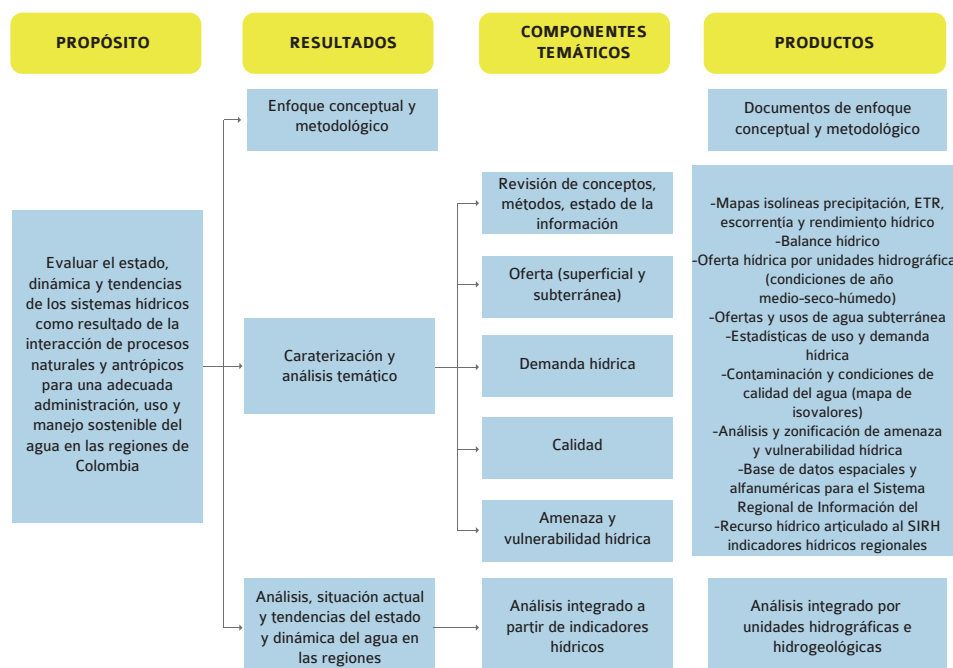 PROPÓSITO
RESULTADOS
COMPONENTES
TEMÁTICOS
PRODUCTOS
Enfoque conceptual y
metodológico
Documentos de enfoque
conceptual y metodológico
Evaluar el estado,
dinámica y tendencias
de los sistemas hídricos
como resultado de la
interacción de procesos
naturales y antrópicos
para una adecuada
administración, uso y
manejo sostenible del
agua en las regiones de
Colombia
Caraterización y
análisis temático
Revisión de conceptos,
métodos, estado de la
información
Oferta (superficial y
subterránea)
Demanda hídrica
Calidad
Amenaza y
vulnerabilidad hídrica
-Mapas isolíneas precipitación, ETR,
escorrentía y rendimiento hídrico
-Balance hídrico
-Oferta hídrica por unidades hidrográfica
(condiciones de año
medio-seco-húmedo)
-Ofertas y usos de agua subterránea
-Estadísticas de uso y demanda
hídrica
-Contaminación y condiciones de
calidad del agua (mapa de
isovalores)
-Análisis y zonificación de amenaza
y vulnerabilidad hídrica
-Base de datos espaciales y
alfanuméricas para el Sistema
Regional de Información del
-Recurso hídrico articulado al SIRH
indicadores hídricos regionales
Análisis, situación actual
y tendencias del estado
y dinámica del agua en
las regiones
Análisis integrado a
partir de indicadores
hídricos
Análisis integrado por
unidades hidrográficas e
hidrogeológicas